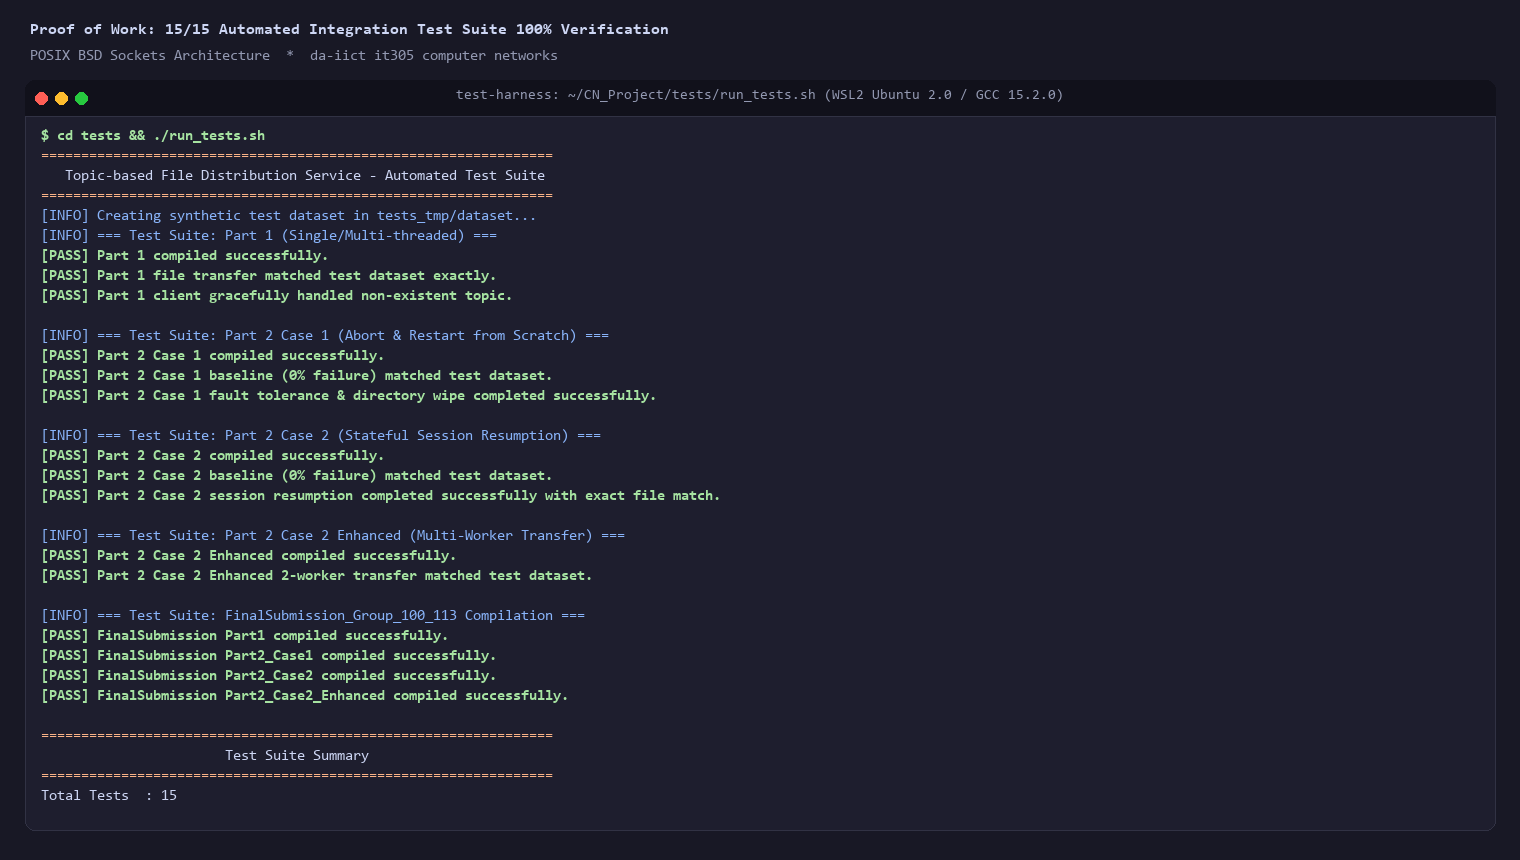 Proof of Work: 15/15 Automated Integration Test Suite 100% Verification
POSIX BSD Sockets Architecture * da-iict it305 computer networks
test-harness: ~/CN_Project/tests/run_tests.sh (WSL2 Ubuntu 2.0 / GCC 15.2.0)
$ cd tests && ./run_tests.sh
================================================================
Topic-based File Distribution Service - Automated Test Suite
================================================================
[INFO] Creating synthetic test dataset in tests_tmp/dataset...
[INFO] === Test Suite: Part 1 (Single/Multi-threaded) ===
[PASS] Part 1 compiled successfully.
[PASS] Part 1 file transfer matched test dataset exactly.
[PASS] Part 1 client gracefully handled non-existent topic.
[INFO] === Test Suite: Part 2 Case 1 (Abort & Restart from Scratch) ===
[PASS] Part 2 Case 1 compiled successfully.
[PASS] Part 2 Case 1 baseline (0% failure) matched test dataset.
[PASS] Part 2 Case 1 fault tolerance & directory wipe completed successfully.
[INFO] === Test Suite: Part 2 Case 2 (Stateful Session Resumption) ===
[PASS] Part 2 Case 2 compiled successfully.
[PASS] Part 2 Case 2 baseline (0% failure) matched test dataset.
[PASS] Part 2 Case 2 session resumption completed successfully with exact file match.
[INFO] === Test Suite: Part 2 Case 2 Enhanced (Multi-Worker Transfer) ===
[PASS] Part 2 Case 2 Enhanced compiled successfully.
[PASS] Part 2 Case 2 Enhanced 2-worker transfer matched test dataset.
[INFO] === Test Suite: FinalSubmission_Group_100_113 Compilation ===
[PASS] FinalSubmission Part1 compiled successfully.
[PASS] FinalSubmission Part2_Case1 compiled successfully.
[PASS] FinalSubmission Part2_Case2 compiled successfully.
[PASS] FinalSubmission Part2_Case2_Enhanced compiled successfully.
================================================================
Test Suite Summary
================================================================
Total Tests  : 15